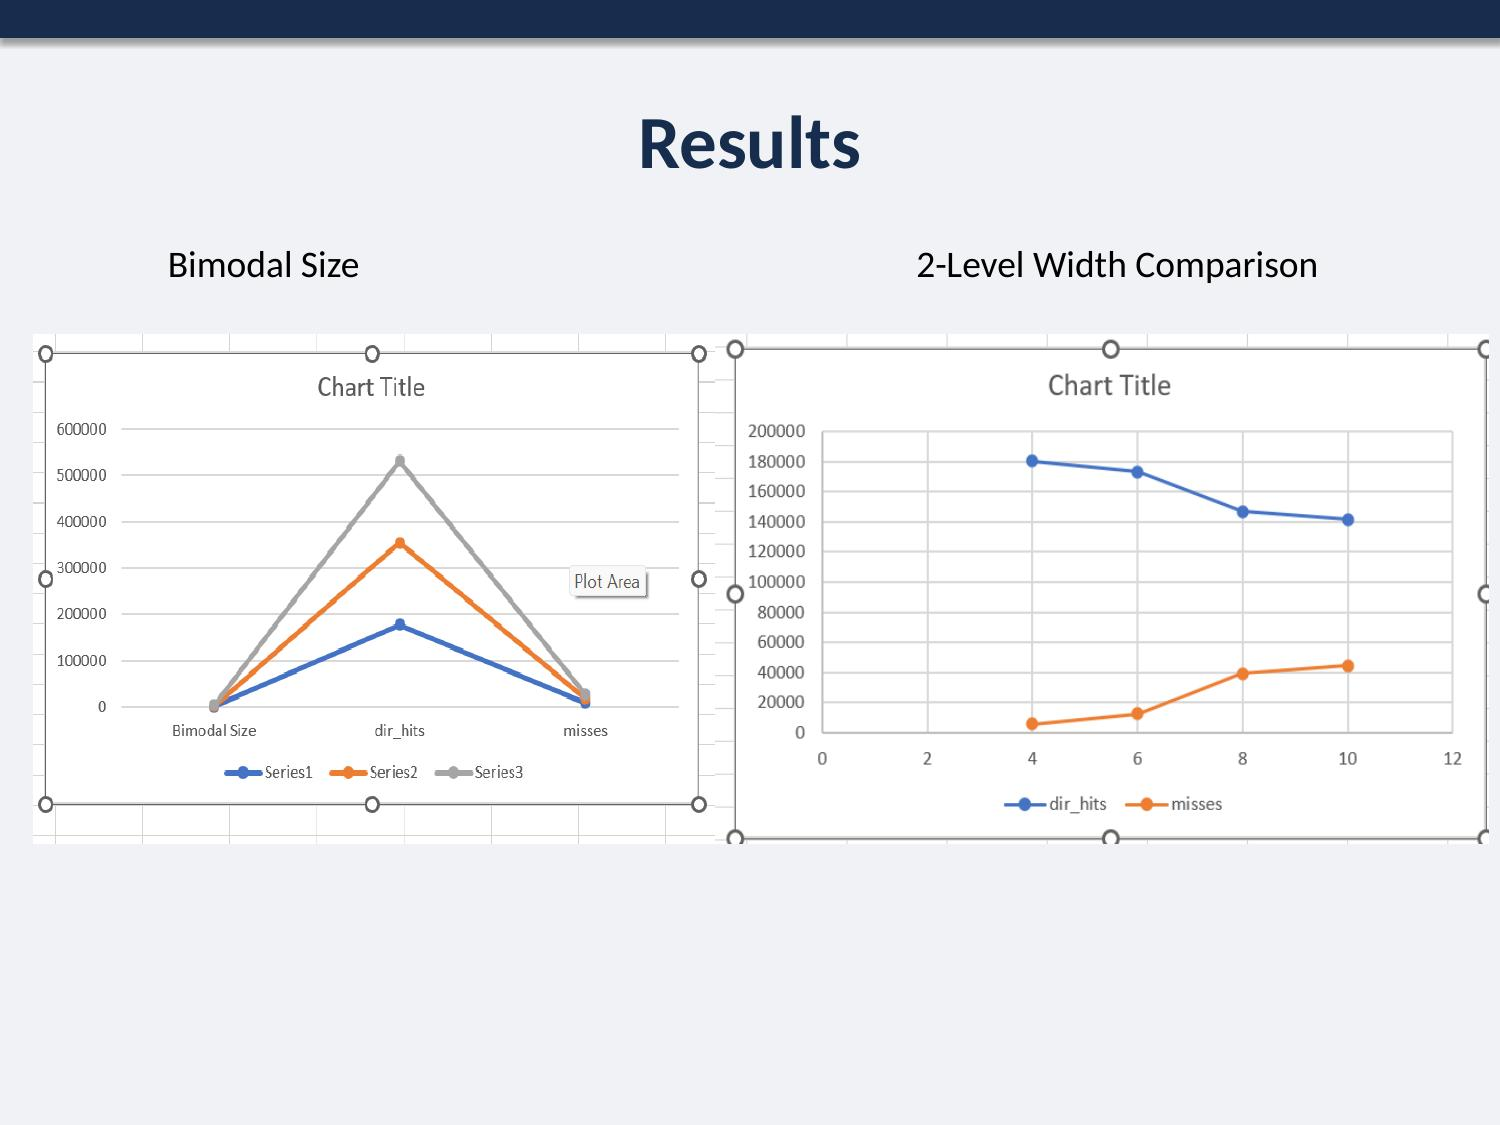 Results
Bimodal Size
2-Level Width Comparison
Chart Title
600000
500000
400000
300000
200000
100000
0
Plot Area
Bimodal Size dir_hits misses
Series1 Series2 Series3
Chart Title
200000
180000
160000
140000
120000
100000
80000
60000
40000
20000
0
0 2 4 6 8 10 12
dir_hits misses